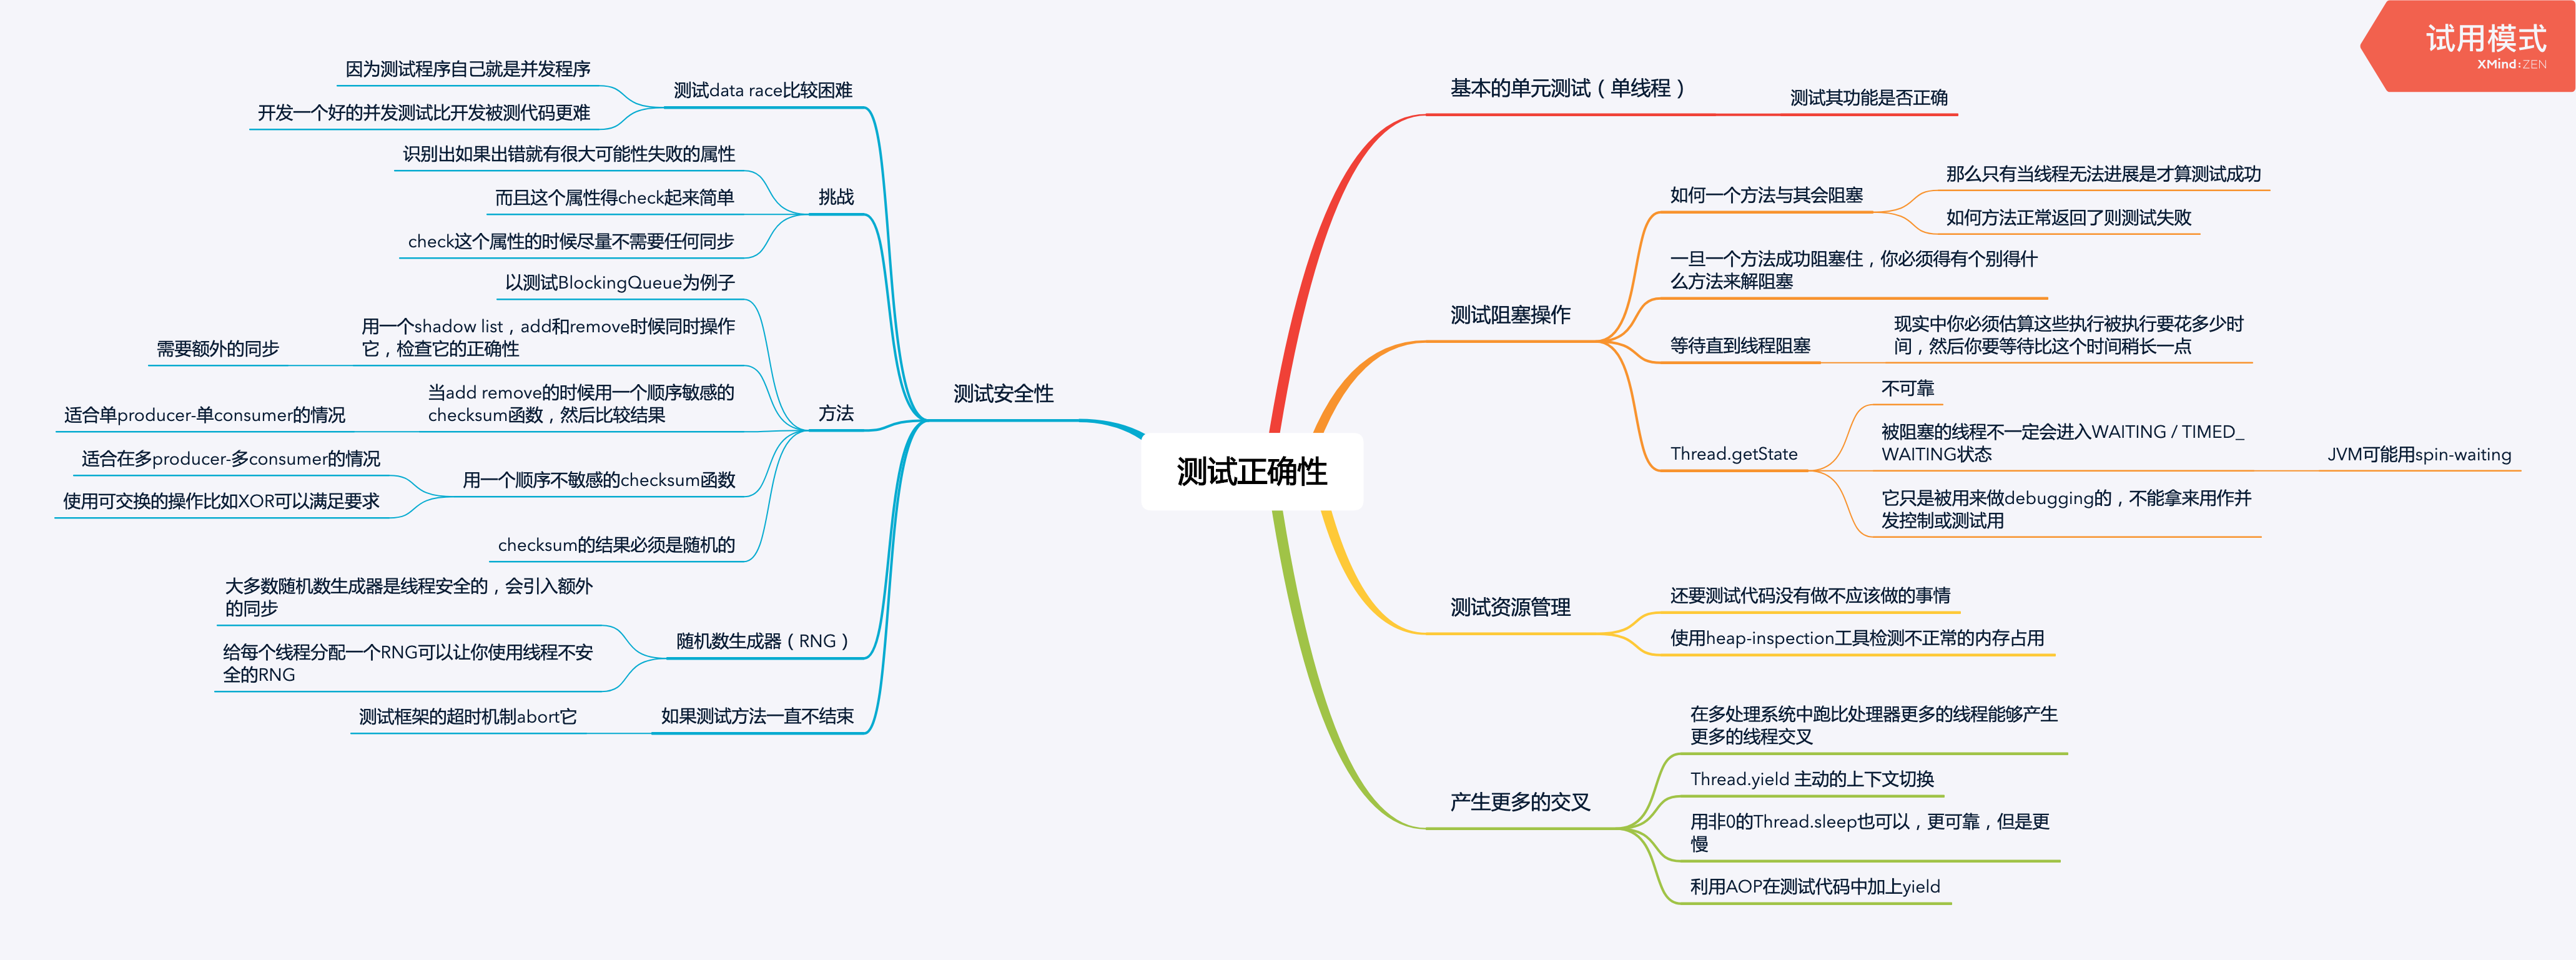 试用模式
XMind:ZEN
测试正确性
基本的单元测试（单线程）
测试其功能是否正确
测试阻塞操作
如何一个方法与其会阻塞
那么只有当线程无法进展是才算测试成功
如何方法正常返回了则测试失败
一旦一个方法成功阻塞住，你必须得有个别得什
么方法来解阻塞
等待直到线程阻塞
现实中你必须估算这些执行被执行要花多少时
间，然后你要等待比这个时间稍长一点
Thread.getState
不可靠
被阻塞的线程不一定会进入WAITING / TIMED_
WAITING状态
JVM可能用spin-waiting
它只是被用来做debugging的，不能拿来用作并
发控制或测试用
测试资源管理
还要测试代码没有做不应该做的事情
使用heap-inspection工具检测不正常的内存占用
产生更多的交叉
在多处理系统中跑比处理器更多的线程能够产生
更多的线程交叉
Thread.yield 主动的上下文切换
用非0的Thread.sleep也可以，更可靠，但是更
慢
利用AOP在测试代码中加上yield
测试安全性
测试data race比较困难
因为测试程序自己就是并发程序
开发一个好的并发测试比开发被测代码更难
挑战
识别出如果出错就有很大可能性失败的属性
而且这个属性得check起来简单
check这个属性的时候尽量不需要任何同步
方法
以测试BlockingQueue为例子
用一个shadow list，add和remove时候同时操作
它，检查它的正确性
需要额外的同步
当add remove的时候用一个顺序敏感的
checksum函数，然后比较结果
适合单producer-单consumer的情况
用一个顺序不敏感的checksum函数
适合在多producer-多consumer的情况
使用可交换的操作比如XOR可以满足要求
checksum的结果必须是随机的
随机数生成器（RNG）
大多数随机数生成器是线程安全的，会引入额外
的同步
给每个线程分配一个RNG可以让你使用线程不安
全的RNG
如果测试方法一直不结束
测试框架的超时机制abort它